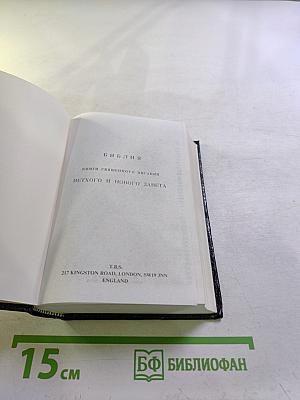 БИБЛИЯ
КНИГИ СВЯЩЕННОГО ПИСАНИЯ
ВЕТХОГО И НОВОГО ЗАВЕТА
T.B.S.
217 KINGSTON ROAD, LONDON, SW19 3NN
ENGLAND
15 см
БФ БИБЛИОФАН